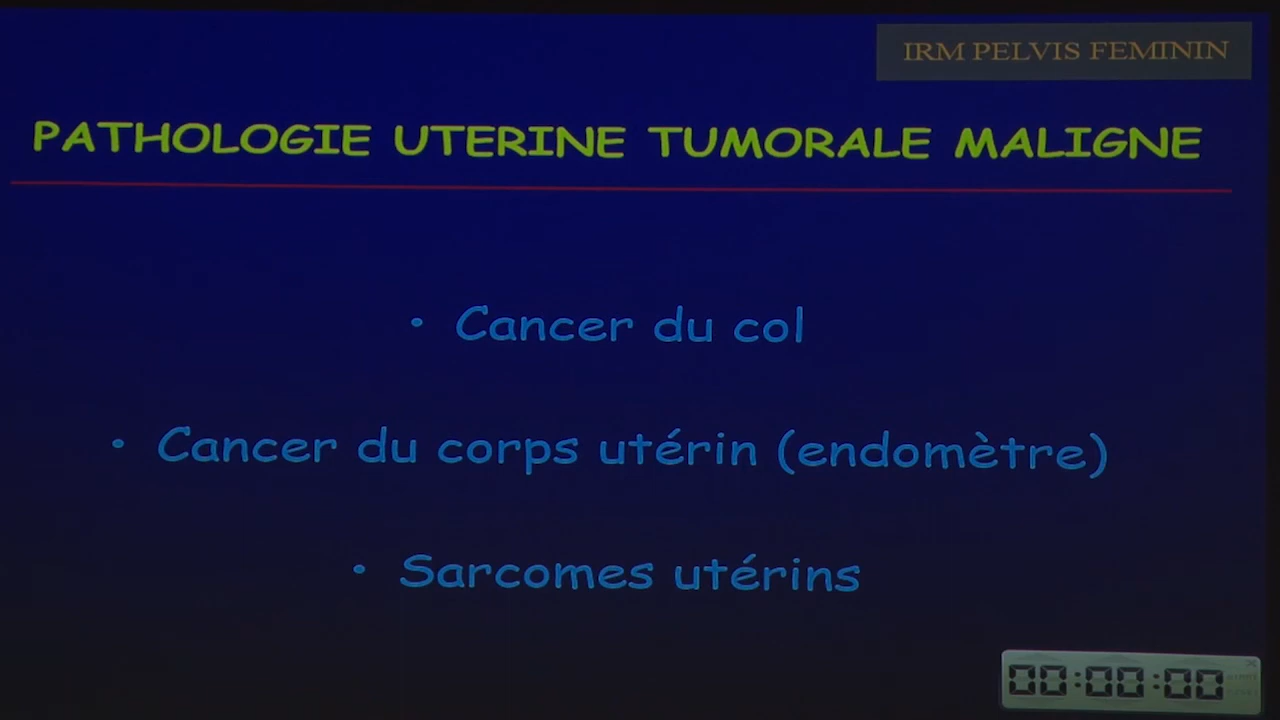 IRM PELVIS FEMININ
PATHOLOGIE UTERINE TUMORALE MALIGNE
• Cancer du col
• Cancer du corps utérin (endomètre)
• Sarcomes utérins
00:00:00